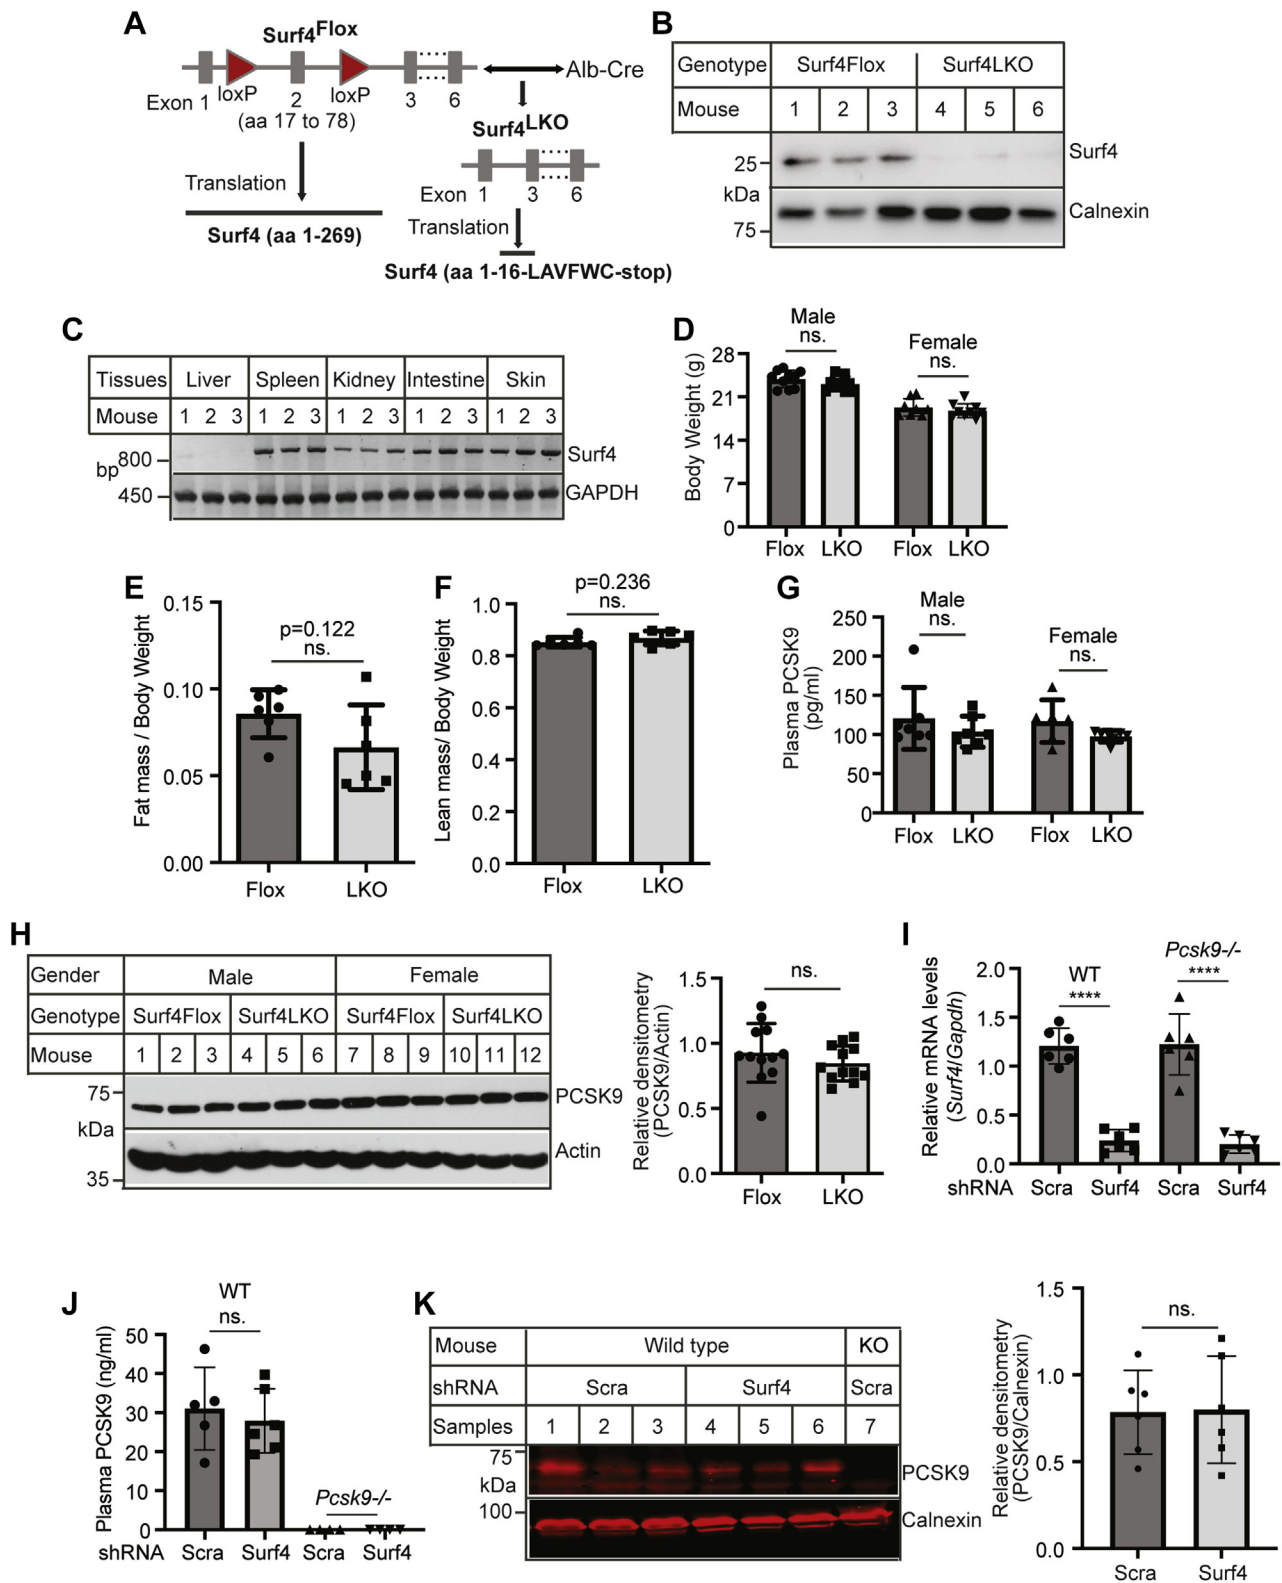 A
Surf4Flox
Exon 1 loxP 2 loxP 3 6
(aa 17 to 78)
Alb-Cre
Surf4LKO
Exon 1 3 6
Translation
Translation
Surf4 (aa 1-269)
Surf4 (aa 1-16-LAVFWC-stop)
B
Genotype Surf4Flox Surf4LKO
Mouse 1 2 3 4 5 6
25
kDa
75
Surf4
Calnexin
C
Tissues Liver Spleen Kidney Intestine Skin
Mouse 1 2 3 1 2 3 1 2 3 1 2 3 1 2 3
bp 800
450
Surf4
GAPDH
D
Male
ns.
Female
ns.
Body Weight (g)
28
21
14
7
0
Flox LKO Flox LKO
E
p=0.122
ns.
Fat mass / Body Weight
0.15
0.10
0.05
0.00
Flox LKO
F
p=0.236
ns.
Lean mass/ Body Weight
1.0
0.8
0.6
0.4
0.2
0.0
Flox LKO
G
Male
ns.
Female
ns.
Plasma PCSK9
(pg/ml)
250
200
150
100
50
0
Flox LKO Flox LKO
H
Gender Male Female
Genotype Surf4Flox Surf4LKO Surf4Flox Surf4LKO
Mouse 1 2 3 4 5 6 7 8 9 10 11 12
75
kDa
35
PCSK9
Actin
ns.
Relative densitometry
(PCSK9/Actin)
1.5
1.0
0.5
0.0
Flox LKO
I
WT
****
Pcsk9-/-
****
Relative mRNA levels
(Surf4/Gapdh)
2.0
1.5
1.0
0.5
0.0
shRNA Scra Surf4 Scra Surf4
J
WT
ns.
Pcsk9-/-
Plasma PCSK9 (ng/ml)
50
40
30
20
10
0
shRNA Scra Surf4 Scra Surf4
K
Mouse Wild type KO
shRNA Scra Surf4 Scra
Samples 1 2 3 4 5 6 7
75
kDa
100
PCSK9
Calnexin
ns.
Relative densitometry
(PCSK9/Calnexin)
1.5
1.0
0.5
0.0
Scra Surf4